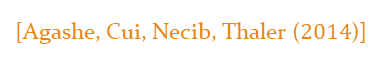 [Agashe, Cui, Necib, Thaler (2014)]